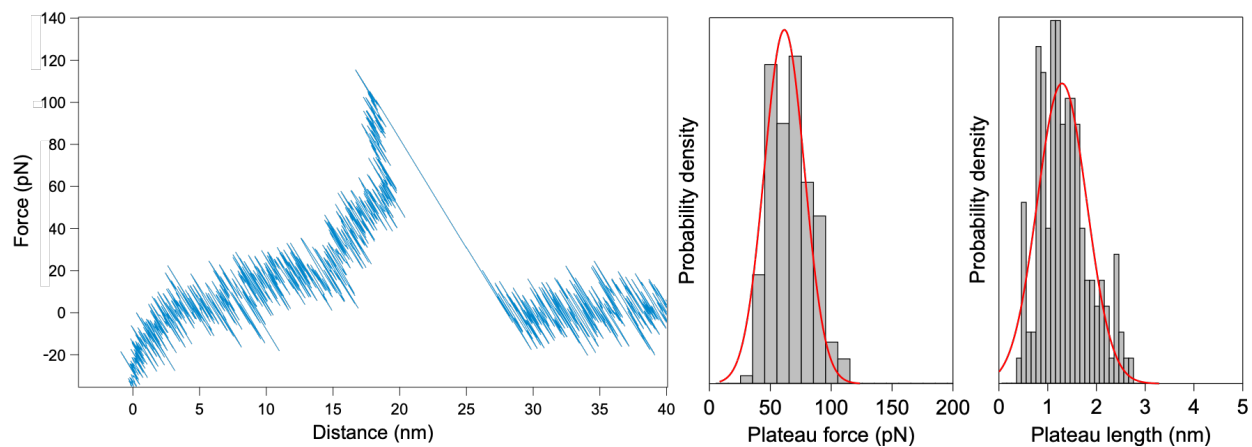 140
120
100
80
60
40
20
0
−20
Force (pN)
0 5 10 15 20 25 30 35 40
Distance (nm)
Probability density
0 50 100 150 200
Plateau force (pN)
Probability density
0 1 2 3 4 5
Plateau length (nm)